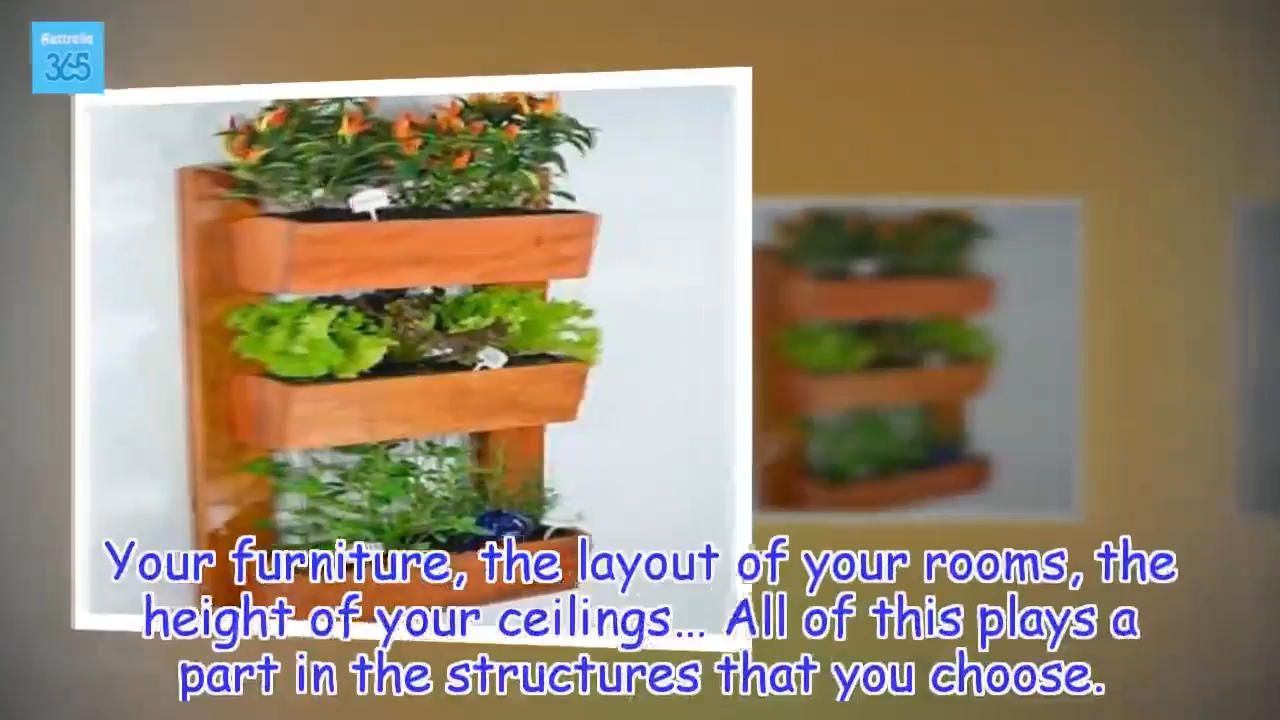 Australia
365
Your furniture, the layout of your rooms, the
height of your ceilings... All of this plays a
part in the structures that you choose.